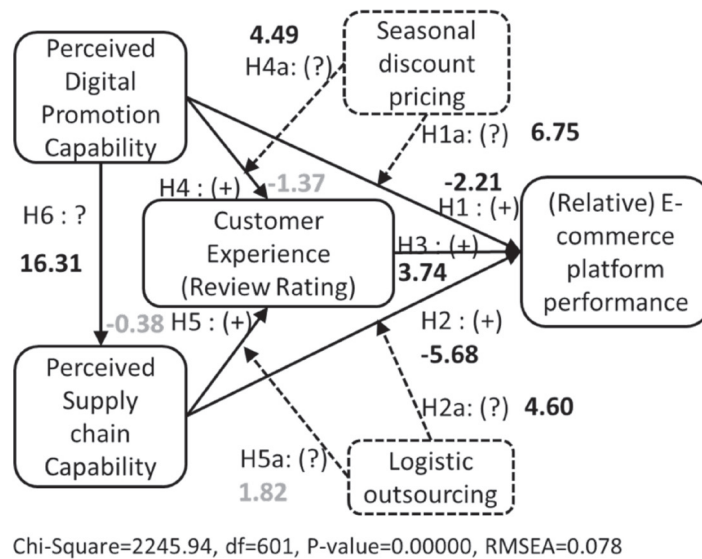 Perceived
Digital
Promotion
Capability
4.49
H4a: (?)
Seasonal
discount
pricing
H1a: (?) 6.75
H4 : (+) -1.37
-2.21
H1 : (+)
H6 : ?
16.31
Customer
Experience
(Review Rating)
H3 : (+)
3.74
(Relative) E-
commerce
platform
performance
-0.38 H5 : (+)
H2 : (+)
-5.68
Perceived
Supply
chain
Capability
H2a: (?) 4.60
H5a: (?)
1.82
Logistic
outsourcing
Chi-Square=2245.94, df=601, P-value=0.00000, RMSEA=0.078